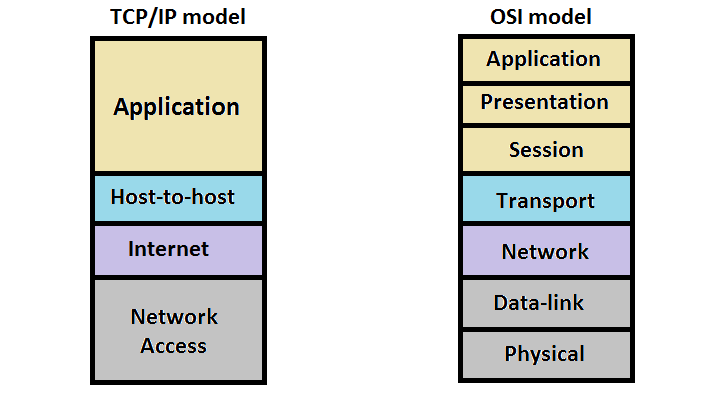 TCP/IP model
Application
Host-to-host
Internet
Network
Access
OSI model
Application
Presentation
Session
Transport
Network
Data-link
Physical